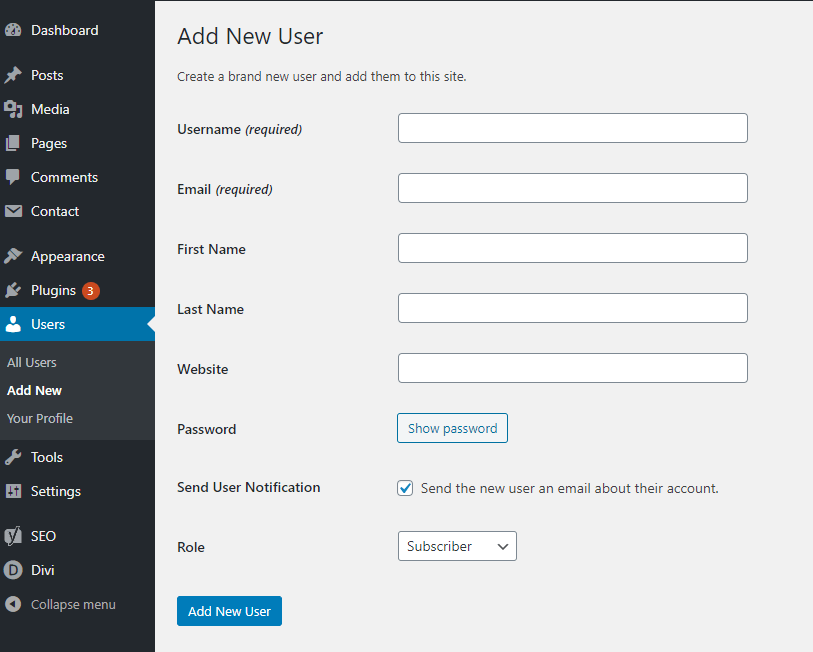 Dashboard
Posts
Media
Pages
Comments
Contact
Appearance
Plugins 3
Users
All Users
Add New
Your Profile
Tools
Settings
SEO
Divi
Collapse menu
Add New User
Create a brand new user and add them to this site.
Username (required)
Email (required)
First Name
Last Name
Website
Password Show password
Send User Notification Send the new user an email about their account.
Role Subscriber
Add New User